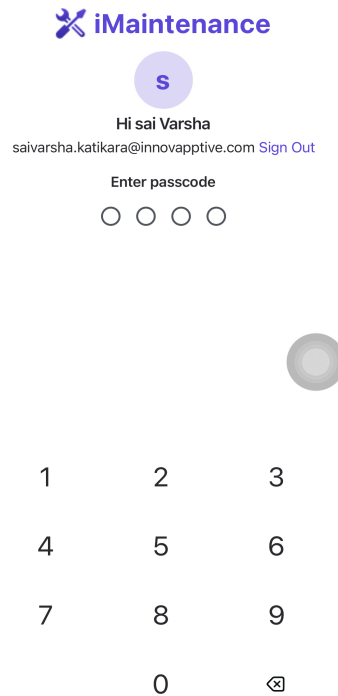 iMaintenance
s
Hi sai Varsha
saivarsha.katikara@innovapptive.com Sign Out
Enter passcode
1 2 3
4 5 6
7 8 9
0